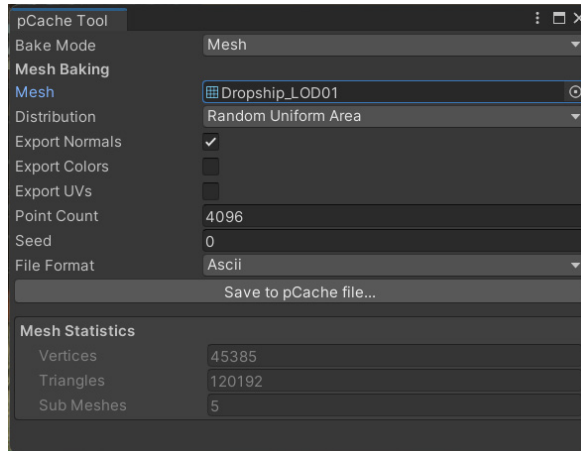 pCache Tool
Bake Mode Mesh
Mesh Baking
Mesh Dropship_LOD01
Distribution Random Uniform Area
Export Normals
Export Colors
Export UVs
Point Count 4096
Seed 0
File Format Ascii
Save to pCache file...
Mesh Statistics
Vertices 45385
Triangles 120192
Sub Meshes 5